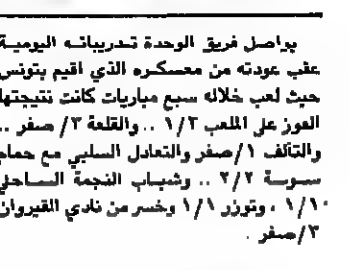 يواصل فريق الوحدة تدريباته اليومية
عقب عودته من معسكره الذي اقيم بتونس
حيث لعب خلاله سبع مباريات كانت نتيجتها
الفوز على الملعب ١/٢ .. والقلعة ٣/ صفر ..
والتآلف ١/صفر والتعادل السلبي مع حمام
سوسة ٢/٢ .. وشباب النجمة الساحلي
١/١ ، وتوزر ١/١ وخسر من نادي القيروان
٣/صفر .